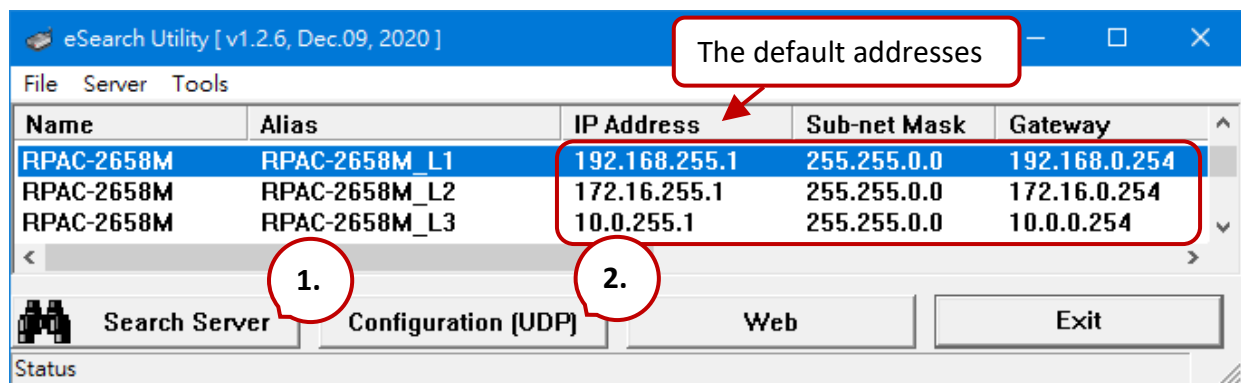 eSearch Utility [ v1.2.6, Dec.09, 2020 ]
The default addresses
File Server Tools
Name Alias IP Address Sub-net Mask Gateway
RPAC-2658M RPAC-2658M_L1 192.168.255.1 255.255.0.0 192.168.0.254
RPAC-2658M RPAC-2658M_L2 172.16.255.1 255.255.0.0 172.16.0.254
RPAC-2658M RPAC-2658M_L3 10.0.255.1 255.255.0.0 10.0.0.254
1. 2.
Search Server Configuration (UDP) Web Exit
Status